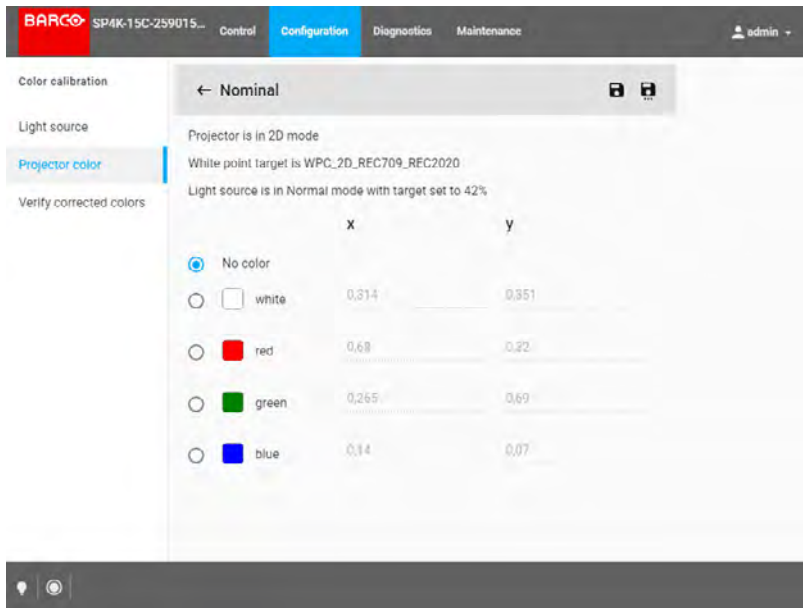 BARCO SP4K-15C-259015... Control Configuration Diagnostics Maintenance admin
Color calibration
Light source
Projector color
Verify corrected colors
← Nominal
Projector is in 2D mode
White point target is WPC_2D_REC709_REC2020
Light source is in Normal mode with target set to 42%
x y
No color
white 0,314 0,351
red 0,68 0,32
green 0,265 0,69
blue 0,14 0,07